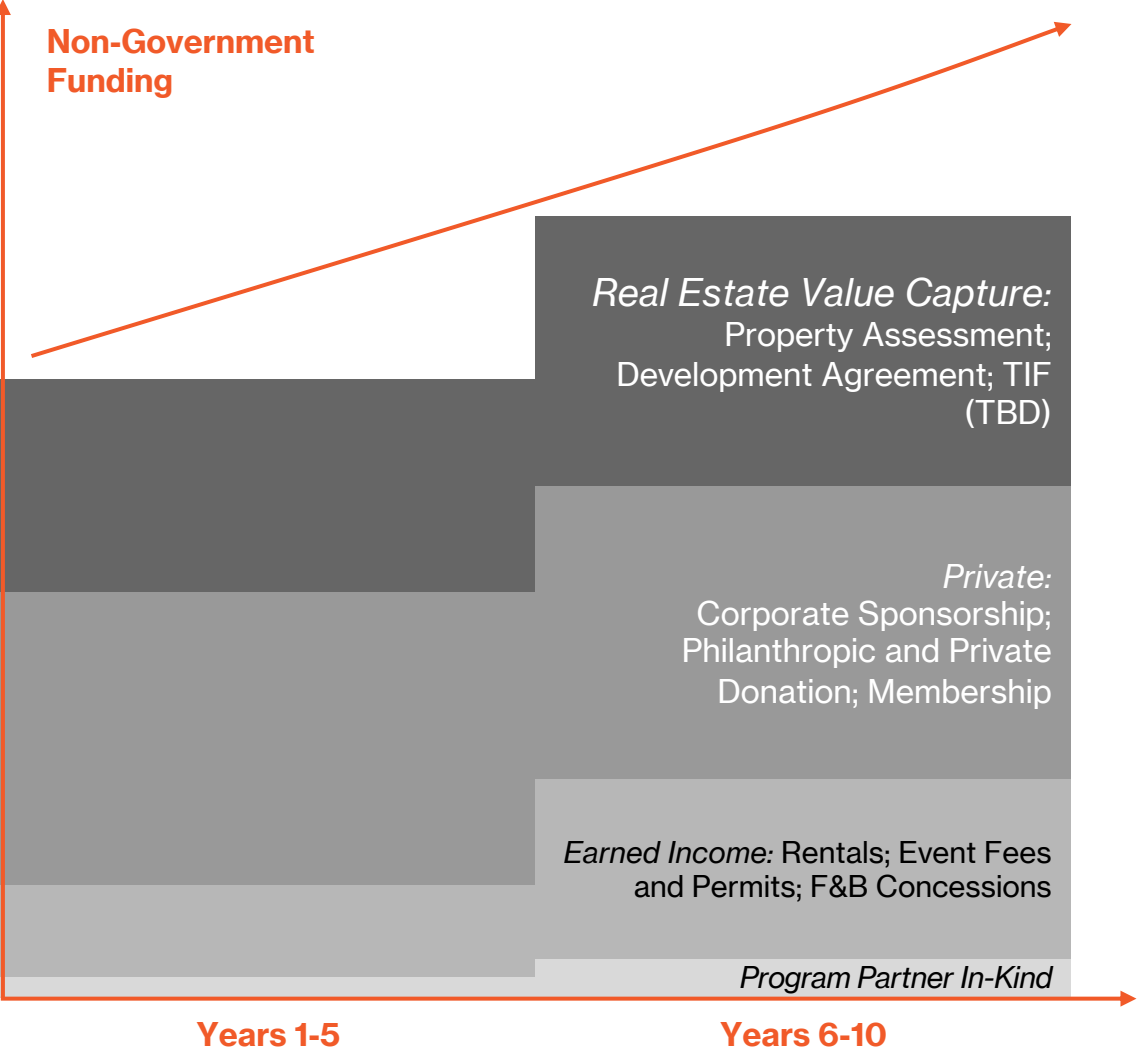 Non-Government
Funding
Real Estate Value Capture:
Property Assessment;
Development Agreement; TIF
(TBD)
Private:
Corporate Sponsorship;
Philanthropic and Private
Donation; Membership
Earned Income: Rentals; Event Fees
and Permits; F&B Concessions
Program Partner In-Kind
Years 1-5
Years 6-10